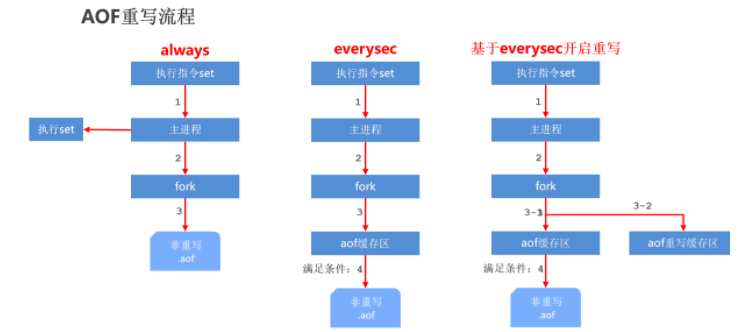 AOF重写流程
always
执行指令set
1
执行set
主进程
2
fork
3
非重写
.aof
everysec
执行指令set
1
主进程
2
fork
3
aof缓存区
满足条件：4
非重写
.aof
基于everysec开启重写
执行指令set
1
主进程
2
fork
3-1
3-2
aof缓存区
aof重写缓存区
满足条件：4
非重写
.aof